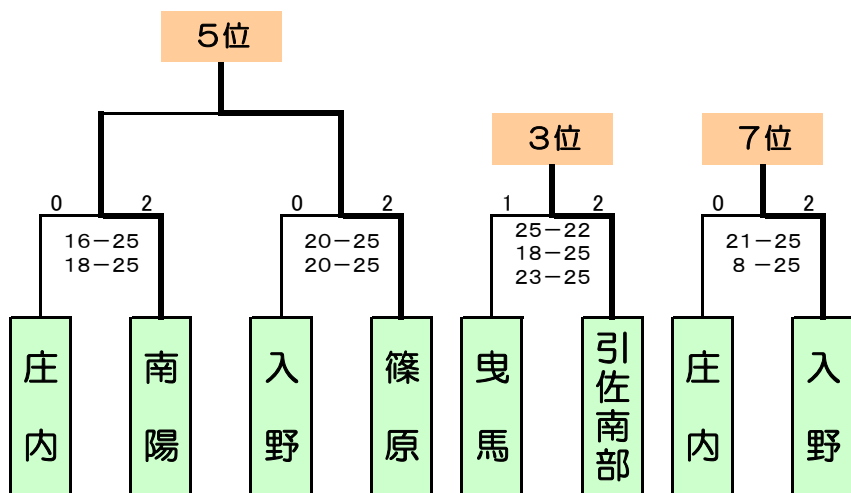 ５位
３位
７位
0 2
0 2
1 2
0 2
16－25
18－25
20－25
20－25
25－22
18－25
23－25
21－25
8－25
庄内
南陽
入野
篠原
曳馬
引佐南部
庄内
入野